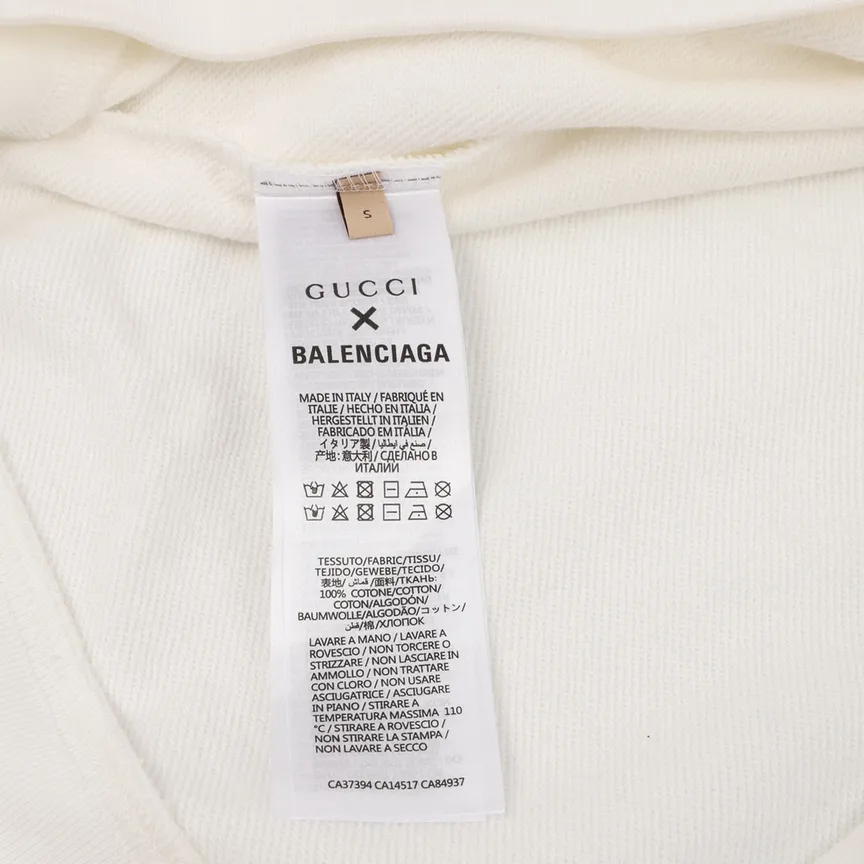 S
GUCCI
X
BALENCIAGA
MADE IN ITALY / FABRIQUÉ EN
ITALIE / HECHO EN ITALIA /
HERGESTELLT IN ITALIEN /
FABRICADO EM ITÁLIA /
イタリア製 / صنع في ايطاليا /
产地: 意大利 / СДЕЛАНО В
ИТАЛИИ
TESSUTO/FABRIC/TISSU/
TEJIDO/GEWEBE/TECIDO/
表地/ قماش /面料/ТКАНЬ:
100% COTONE/COTTON/
COTON/ALGODÓN/
BAUMWOLLE/ALGODÃO/コットン/
قطن/棉/ХЛОПОК
LAVARE A MANO / LAVARE A
ROVESCIO / NON TORCERE O
STRIZZARE / NON LASCIARE IN
AMMOLLO / NON TRATTARE
CON CLORO / NON USARE
ASCIUGATRICE / ASCIUGARE
IN PIANO / STIRARE A
TEMPERATURA MASSIMA 110
°C / STIRARE A ROVESCIO /
NON STIRARE LA STAMPA /
NON LAVARE A SECCO
CA37394 CA14517 CA84937